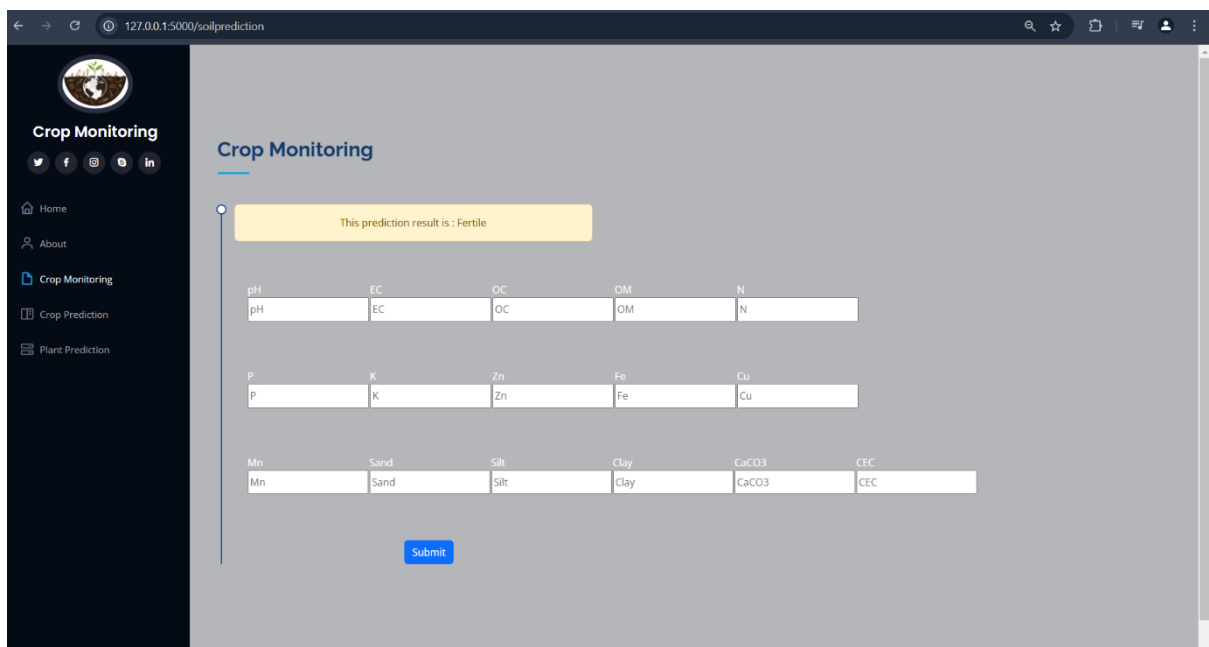 127.0.0.1:5000/soilprediction
Crop Monitoring
Home
About
Crop Monitoring
Crop Prediction
Plant Prediction
Crop Monitoring
This prediction result is : Fertile
pH EC OC OM N
pH EC OC OM N
P K Zn Fe Cu
P K Zn Fe Cu
Mn Sand Silt Clay CaCO3 CEC
Mn Sand Silt Clay CaCO3 CEC
Submit